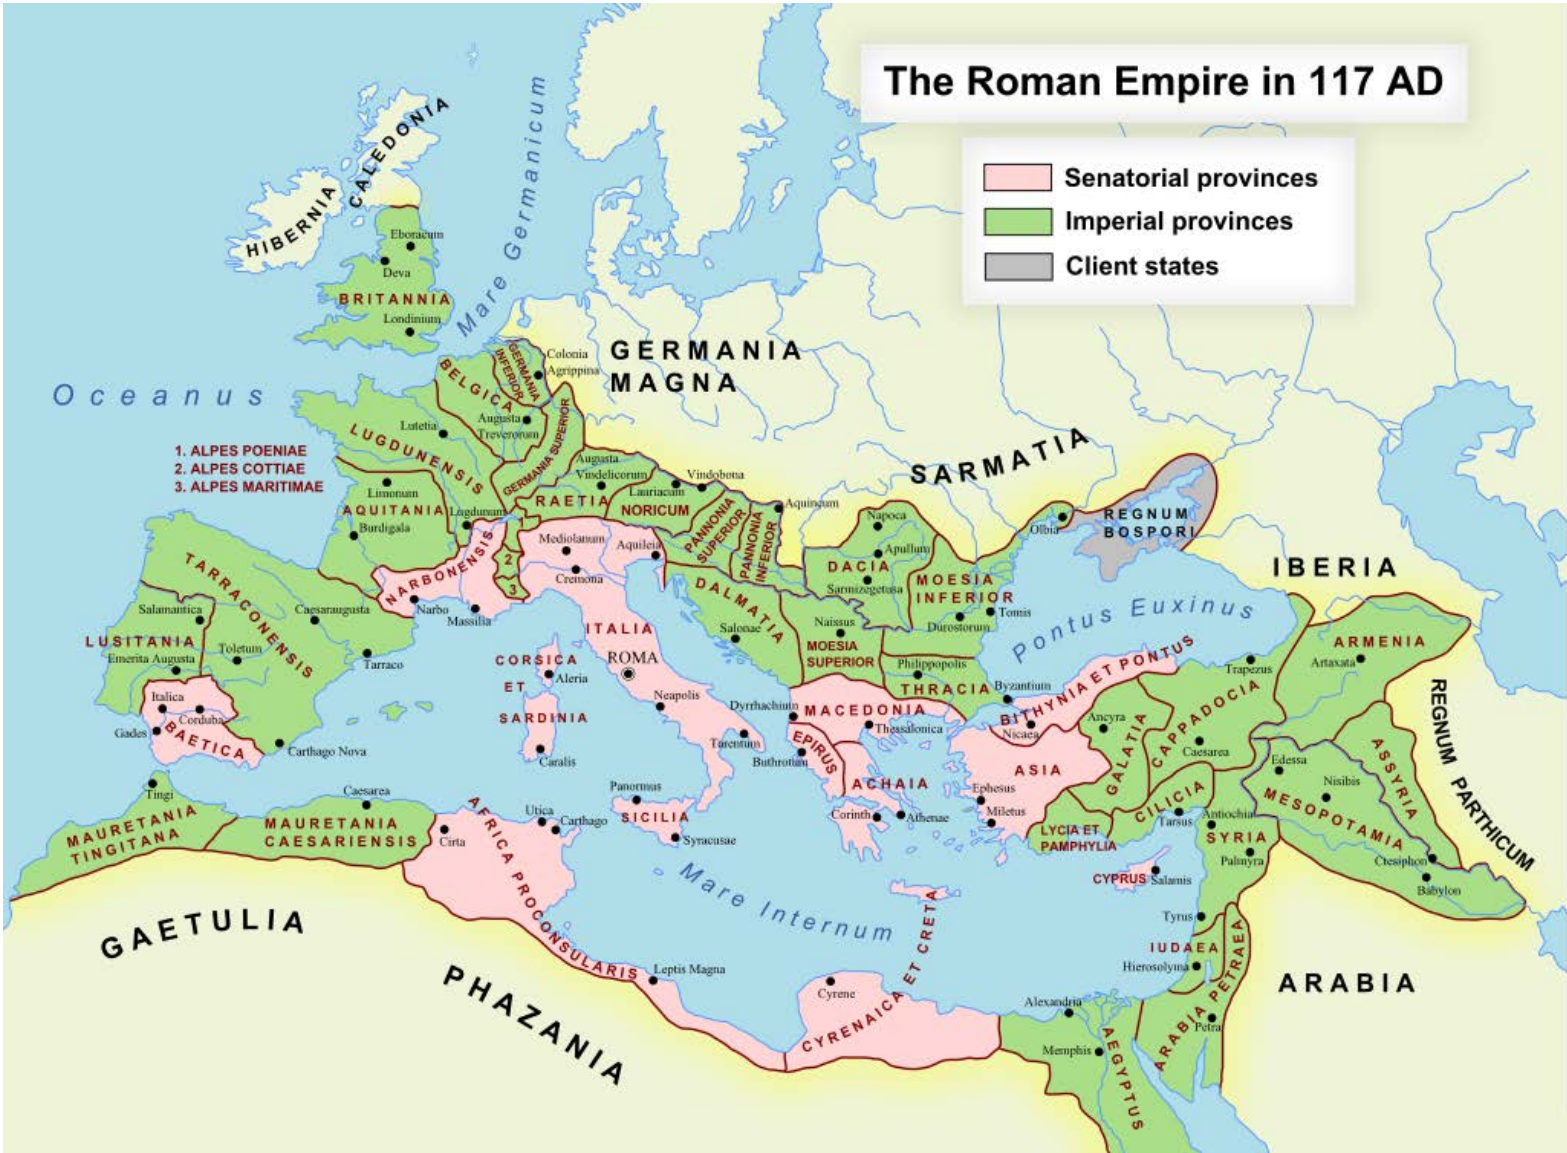 The Roman Empire in 117 AD
Senatorial provinces
Imperial provinces
Client states
CALEDONIA
HIBERNIA
Mare Germanicum
Oceanus
Eboracum
Deva
BRITANNIA
Londinium
GERMANIA
MAGNA
SARMATIA
1. ALPES POENIAE
2. ALPES COTTIAE
3. ALPES MARITIMAE
GERMANIA
INFERIOR
Colonia
Agrippina
BELGICA
Augusta
Treverorum
Lutetia
LUGDUNENSIS
GERMANIA SUPERIOR
Limonum
AQUITANIA
Burdigala
Lugdunum
Augusta
Vindelicorum
RAETIA
Lauriacum
NORICUM
Vindobona
Aquincum
PANNONIA
SUPERIOR
PANNONIA
INFERIOR
1
2
3
NARBONENSIS
Narbo
Massilia
Mediolanum
Cremona
Aquileia
ITALIA
ROMA
Neapolis
Tarentum
CORSICA
ET
SARDINIA
Aleria
Caralis
Panormus
SICILIA
Syracusae
TARRACONENSIS
Salamantica
Caesaraugusta
LUSITANIA
Toletum
Emerita Augusta
Tarraco
Italica
Corduba
Gades
BAETICA
Carthago Nova
Tingi
MAURETANIA
TINGITANA
Caesarea
MAURETANIA
CAESARIENSIS
Cirta
Utica
Carthago
AFRICA PROCONSULARIS
Leptis Magna
GAETULIA
PHAZANIA
Mare Internum
DALMATIA
Salonae
Napoca
Apullum
DACIA
Sarmizegetusa
MOESIA
INFERIOR
Tomis
Durostorum
Naissus
MOESIA
SUPERIOR
Philippopolis
THRACIA
Byzantium
Dyrrhachium
MACEDONIA
Thessalonica
EPIRUS
Buthrotum
ACHAIA
Corinth
Athenae
Olbia
REGNUM
BOSPORI
Pontus Euxinus
IBERIA
BITHYNIA ET PONTUS
Nicaea
Trapezus
ASIA
Ephesus
Miletus
Ancyra
GALATIA
CAPPADOCIA
Caesarea
LYCIA ET
PAMPHYLIA
CILICIA
Tarsus
ARMENIA
Artaxata
REGNUM PARTHICUM
ASSYRIA
Edessa
Nisibis
MESOPOTAMIA
Ctesiphon
Babylon
Antiochia
SYRIA
Palmyra
CYPRUS
Salamis
Tyrus
IUDAEA
Hierosolyma
ARABIA PETRAEA
Petra
ARABIA
Cyrene
CYRENAICA ET CRETA
Alexandria
Memphis
AEGYPTUS